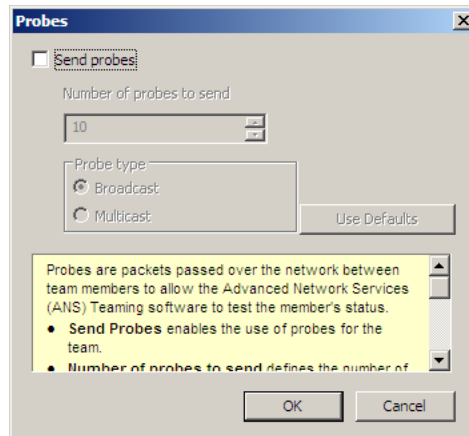 Probes
Send probes
Number of probes to send
10
Probe type
Broadcast
Multicast
Use Defaults
Probes are packets passed over the network between
team members to allow the Advanced Network Services
(ANS) Teaming software to test the member's status.
● Send Probes enables the use of probes for the
team.
● Number of probes to send defines the number of
OK
Cancel